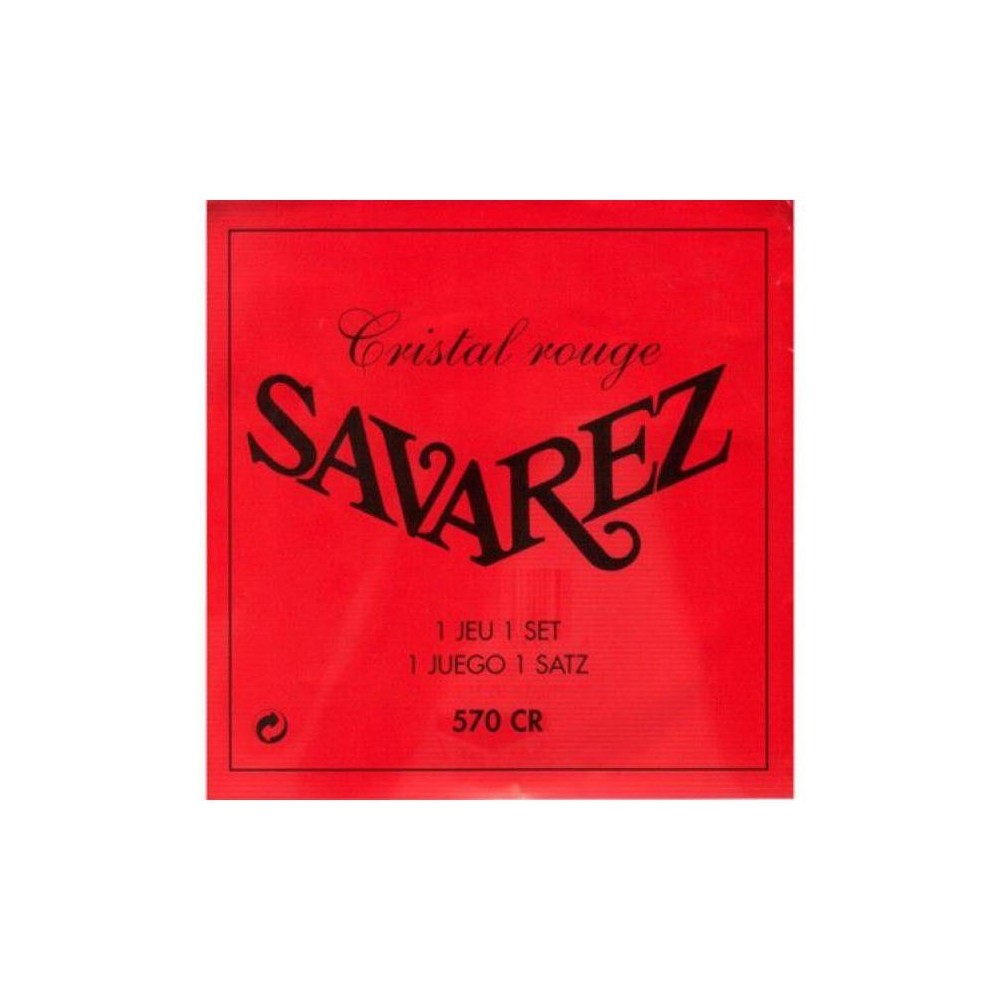 Cristal rouge
SAVAREZ
1 JEU 1 SET
1 JUEGO 1 SATZ
570 CR